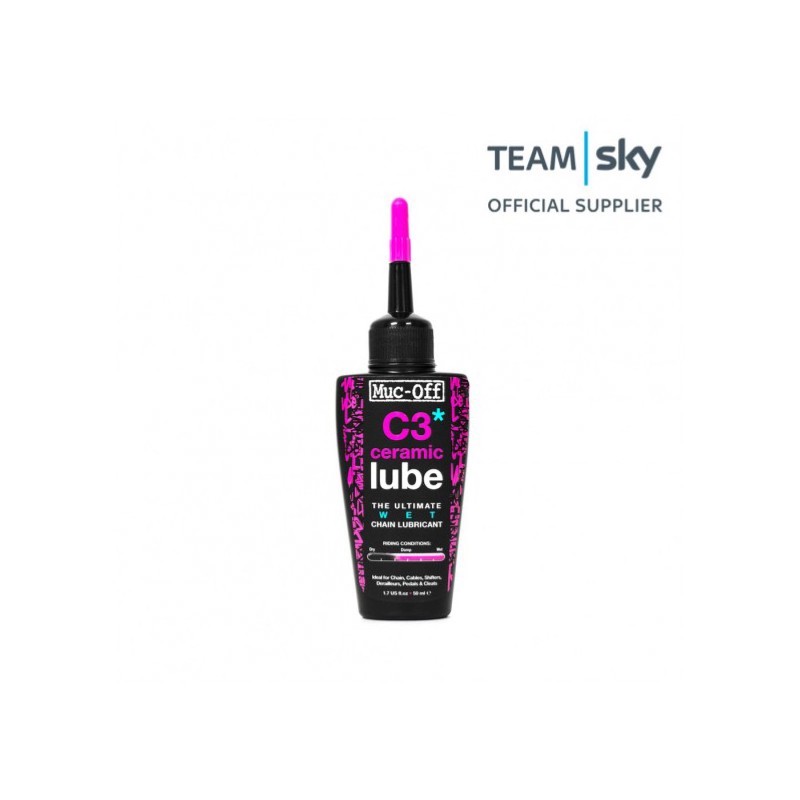 TEAM sky
OFFICIAL SUPPLIER
Muc-Off
C3*
ceramic
lube
THE ULTIMATE
WET
CHAIN LUBRICANT
RIDING CONDITIONS:
Dry Damp Wet
Ideal for Chain, Cables, Shifters,
Derailleurs, Pedals & Cleats
1.7 US fl.oz - 50 ml e